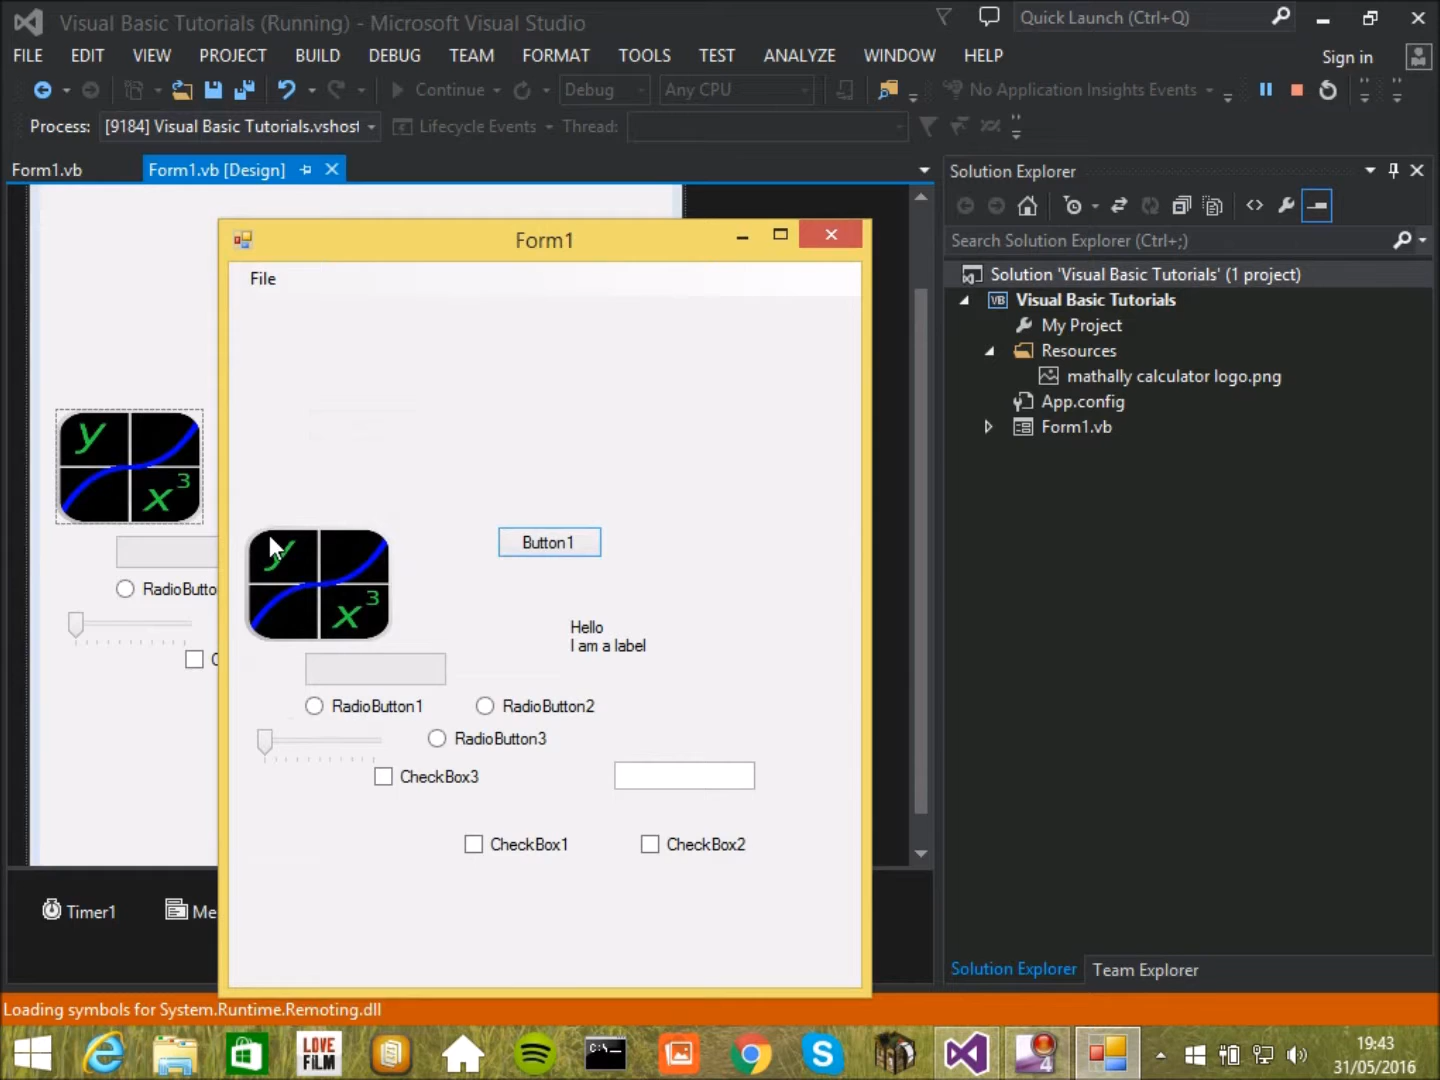 Visual Basic Tutorials (Running) - Microsoft Visual Studio
Quick Launch (Ctrl+Q)
FILE EDIT VIEW PROJECT BUILD DEBUG TEAM FORMAT TOOLS TEST ANALYZE WINDOW HELP
Sign in
Continue Debug Any CPU No Application Insights Events
Process: [9184] Visual Basic Tutorials.vshost Lifecycle Events Thread:
Form1.vb Form1.vb [Design]
Solution Explorer
Search Solution Explorer (Ctrl+;)
Solution 'Visual Basic Tutorials' (1 project)
VB Visual Basic Tutorials
My Project
Resources
mathally calculator logo.png
App.config
Form1.vb
y
x 3
RadioButto
C
Form1
File
y
x 3
Button1
Hello
I am a label
RadioButton1 RadioButton2
RadioButton3
CheckBox3
CheckBox1 CheckBox2
Timer1 Me
Solution Explorer Team Explorer
Loading symbols for System.Runtime.Remoting.dll
LOVE
FiLM
C:\
S
4
19:43
31/05/2016